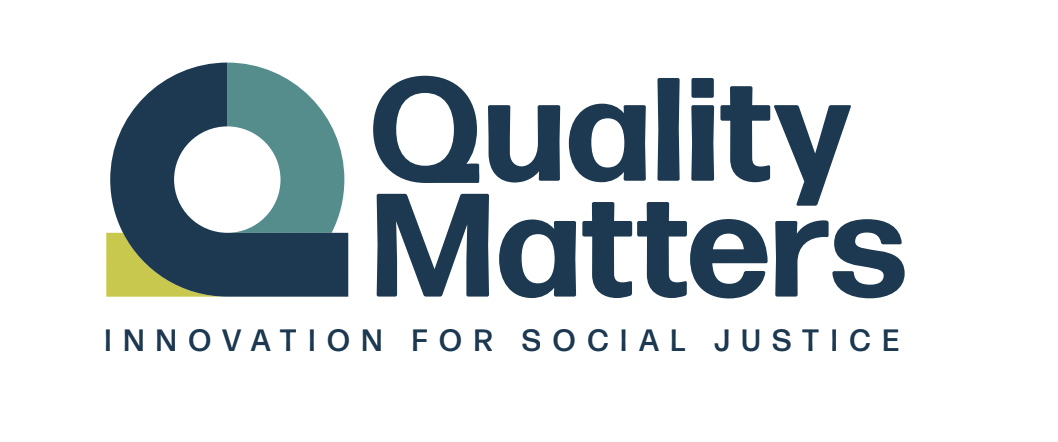 Quality
Matters
INNOVATION FOR SOCIAL JUSTICE